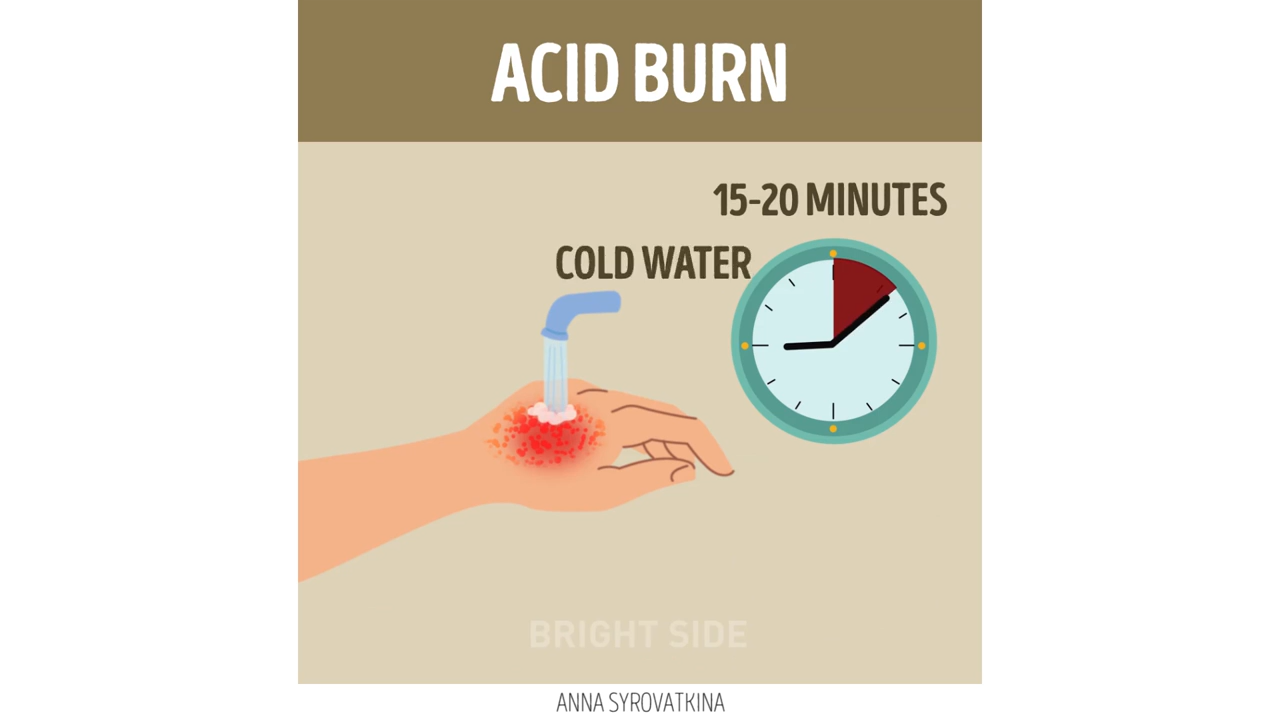 ACID BURN
15-20 MINUTES
COLD WATER
BRIGHT SIDE
ANNA SYROVATKINA